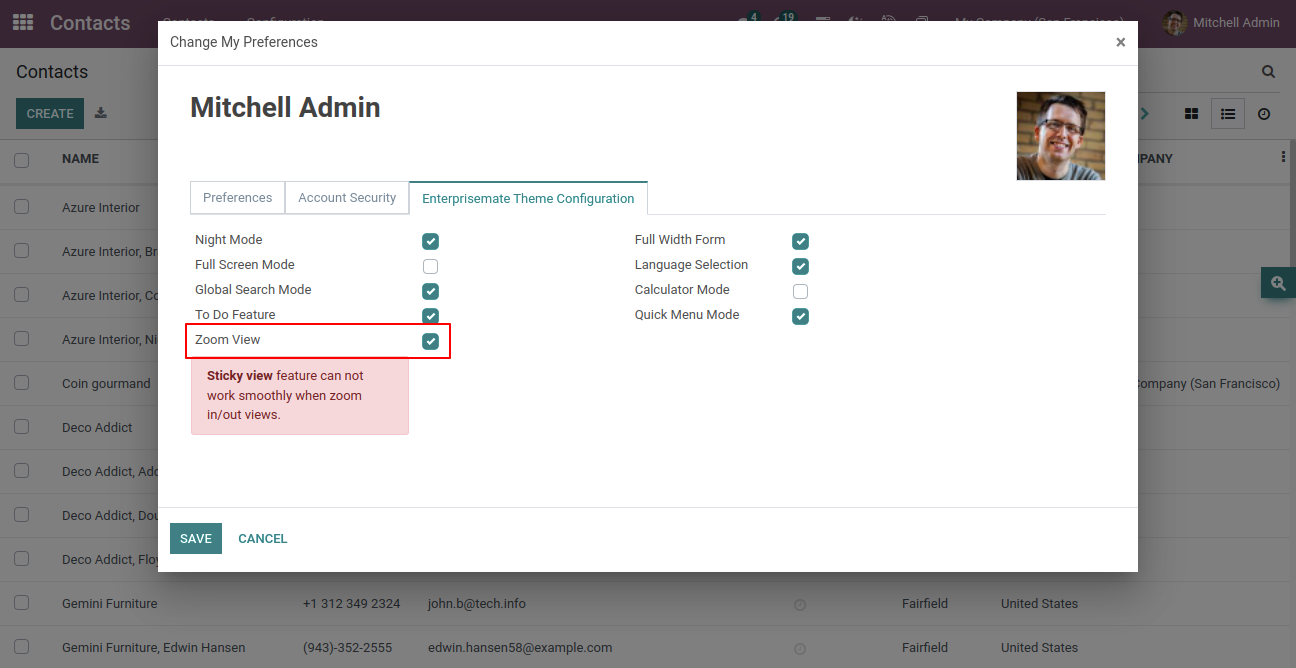 Contacts
Contacts
Configuration
4
19
My Company (San Francisco)
Mitchell Admin
Change My Preferences
×
Contacts
CREATE
Mitchell Admin
NAME
PANY
Preferences
Account Security
Enterprisemate Theme Configuration
Night Mode
Full Width Form
Full Screen Mode
Language Selection
Global Search Mode
Calculator Mode
To Do Feature
Quick Menu Mode
Zoom View
Sticky view feature can not
work smoothly when zoom
in/out views.
Azure Interior
Azure Interior, Br
Azure Interior, Co
Azure Interior, Ni
Coin gourmand
Company (San Francisco)
Deco Addict
Deco Addict, Add
Deco Addict, Dou
Deco Addict, Floy
SAVE
CANCEL
Gemini Furniture
+1 312 349 2324
john.b@tech.info
Fairfield
United States
Gemini Furniture, Edwin Hansen
(943)-352-2555
edwin.hansen58@example.com
Fairfield
United States